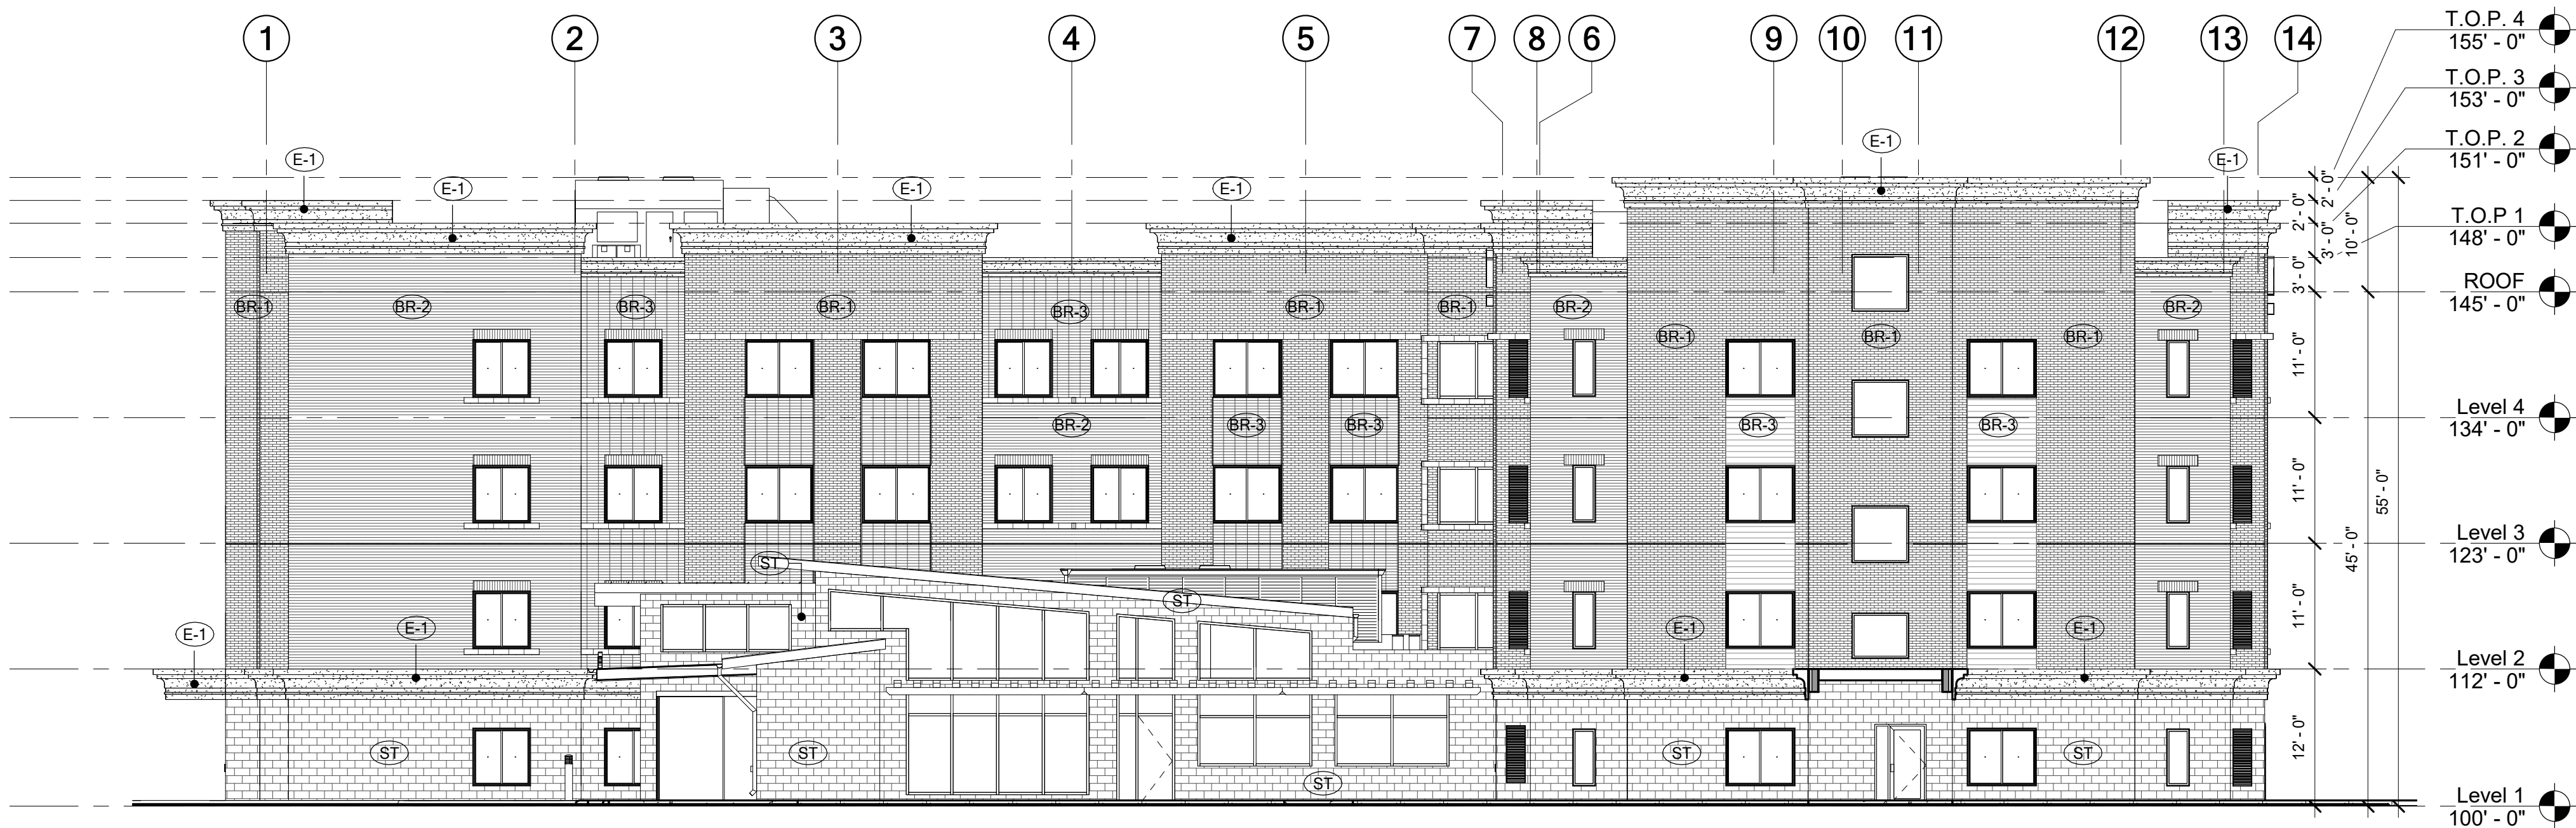 1
2
3
4
5
7
8
6
9
10
11
12
13
14
T.O.P. 4
155' - 0"
T.O.P. 3
153' - 0"
T.O.P. 2
151' - 0"
T.O.P 1
148' - 0"
ROOF
145' - 0"
Level 4
134' - 0"
Level 3
123' - 0"
Level 2
112' - 0"
Level 1
100' - 0"
E-1
E-1
E-1
E-1
E-1
E-1
2' - 0"
2' - 0"
3' - 0"
10' - 0"
3' - 0"
11' - 0"
11' - 0"
11' - 0"
12' - 0"
45' - 0"
55' - 0"
BR-1
BR-2
BR-3
BR-1
BR-3
BR-1
BR-1
BR-2
BR-1
BR-1
BR-1
BR-2
BR-2
BR-3
BR-3
BR-3
BR-3
ST
ST
E-1
E-1
E-1
E-1
ST
ST
ST
ST
ST